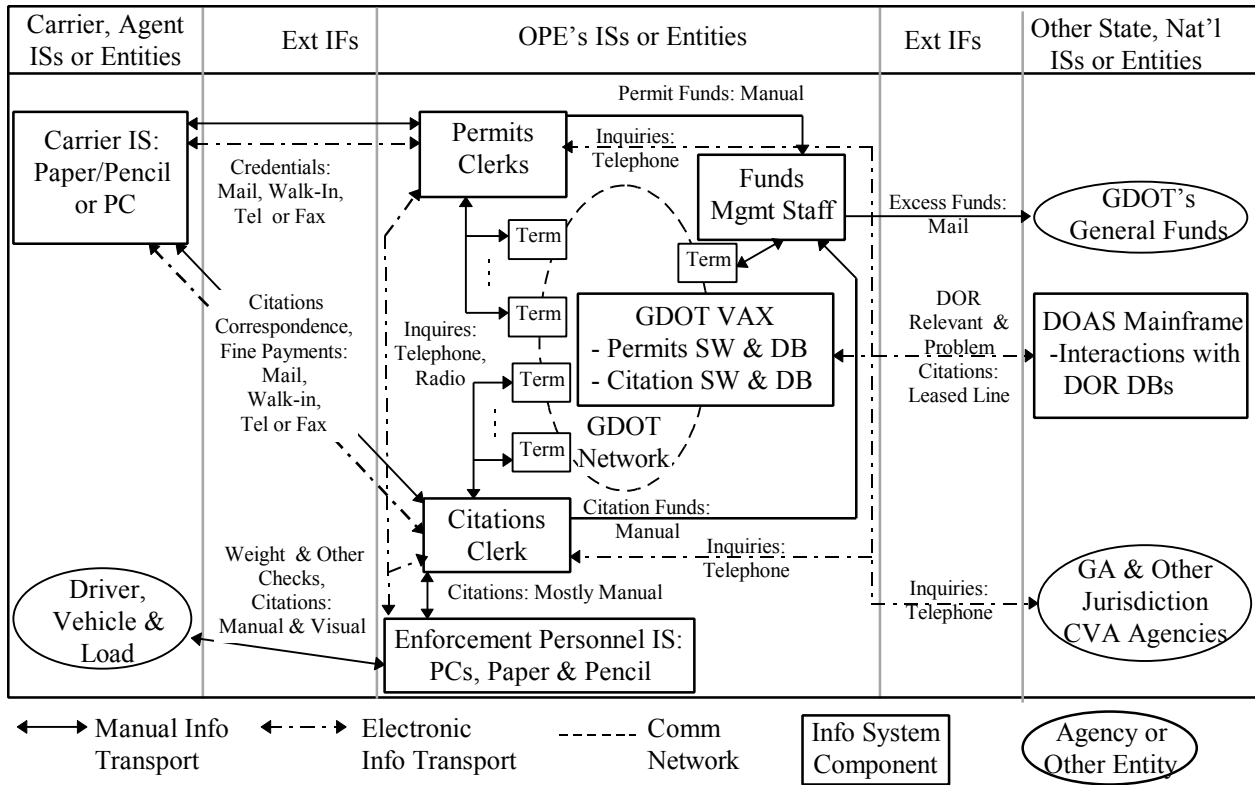 Carrier, Agent
ISs or Entities
Ext IFs
OPE's ISs or Entities
Ext IFs
Other State, Nat'l
ISs or Entities
Carrier IS:
Paper/Pencil
or PC
Credentials:
Mail, Walk-In,
Tel or Fax
Permits
Clerks
Permit Funds: Manual
Inquiries:
Telephone
Funds
Mgmt Staff
Excess Funds:
Mail
GDOT's
General Funds
Term
Term
Term
Citations
Correspondence,
Fine Payments:
Mail,
Walk-in,
Tel or Fax
Inquires:
Telephone,
Radio
GDOT VAX
- Permits SW & DB
- Citation SW & DB
DOR
Relevant &
Problem
Citations:
Leased Line
DOAS Mainframe
-Interactions with
DOR DBs
Term
Term
GDOT
Network
Citations
Clerk
Citation Funds:
Manual
Inquiries:
Telephone
Weight & Other
Checks,
Citations:
Manual & Visual
Citations: Mostly Manual
Driver,
Vehicle &
Load
Enforcement Personnel IS:
PCs, Paper & Pencil
Inquiries:
Telephone
GA & Other
Jurisdiction
CVA Agencies
Manual Info
Transport
Electronic
Info Transport
Comm
Network
Info System
Component
Agency or
Other Entity